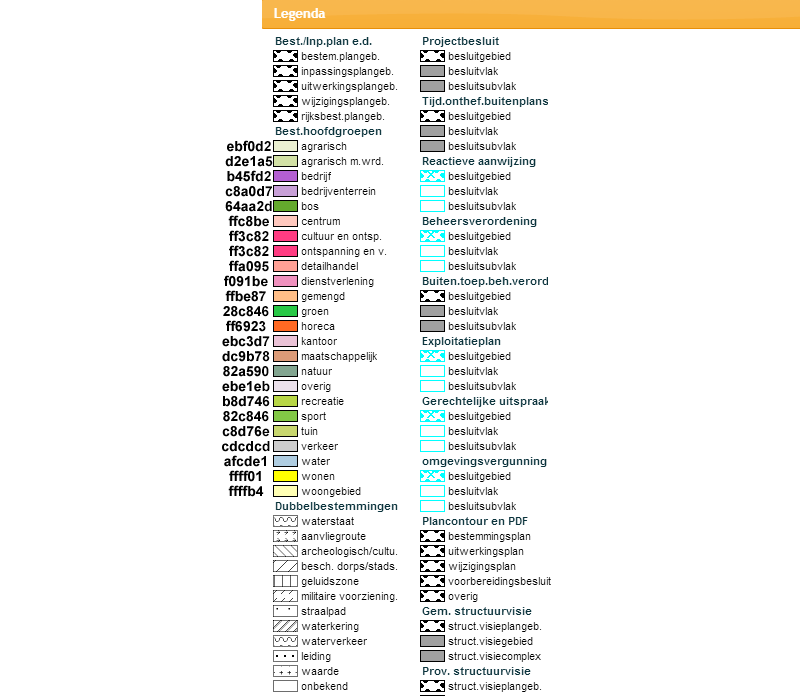 Legenda
Best./Inp.plan e.d.
bestem.plangeb.
inpassingsplangeb.
uitwerkingsplangeb.
wijzigingsplangeb.
rijksbest.plangeb.
Best.hoofdgroepen
ebf0d2 agrarisch
d2e1a5 agrarisch m.wrd.
b45fd2 bedrijf
c8a0d7 bedrijventerrein
64aa2d bos
ffc8be centrum
ff3c82 cultuur en ontsp.
ff3c82 ontspanning en v.
ffa095 detailhandel
f091be dienstverlening
ffbe87 gemengd
28c846 groen
ff6923 horeca
ebc3d7 kantoor
dc9b78 maatschappelijk
82a590 natuur
ebe1eb overig
b8d746 recreatie
82c846 sport
c8d76e tuin
cdcdcd verkeer
afcde1 water
ffff01 wonen
ffffb4 woongebied
Dubbelbestemmingen
waterstaat
aanvliegroute
archeologisch/cultu.
besch. dorps/stads.
geluidszone
militaire voorziening.
straalpad
waterkering
waterverkeer
leiding
waarde
onbekend
Projectbesluit
besluitgebied
besluitvlak
besluitsubvlak
Tijd.onthef.buitenplans
besluitgebied
besluitvlak
besluitsubvlak
Reactieve aanwijzing
besluitgebied
besluitvlak
besluitsubvlak
Beheersverordening
besluitgebied
besluitvlak
besluitsubvlak
Buiten.toep.beh.verord
besluitgebied
besluitvlak
besluitsubvlak
Exploitatieplan
besluitgebied
besluitvlak
besluitsubvlak
Gerechtelijke uitspraak
besluitgebied
besluitvlak
besluitsubvlak
omgevingsvergunning
besluitgebied
besluitvlak
besluitsubvlak
Plancontour en PDF
bestemmingsplan
uitwerkingsplan
wijzigingsplan
voorbereidingsbesluit
overig
Gem. structuurvisie
struct.visieplangeb.
struct.visiegebied
struct.visiecomplex
Prov. structuurvisie
struct.visieplangeb.